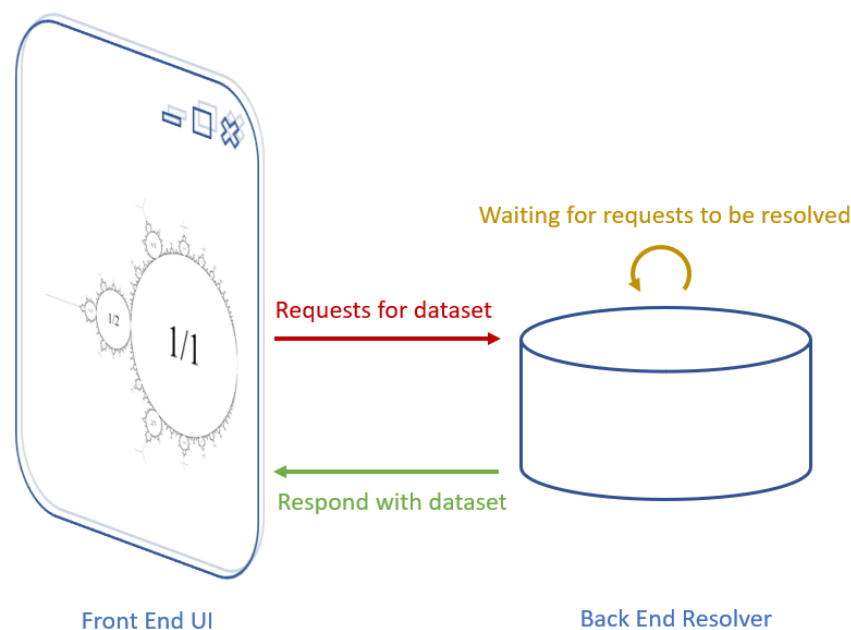 Waiting for requests to be resolved
Requests for dataset
1/2
1/1
Respond with dataset
Front End UI
Back End Resolver